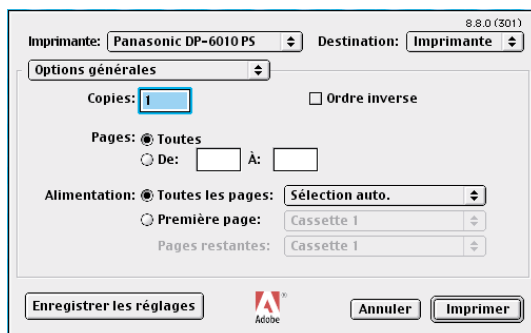 8.8.0 (301)
Imprimante: Panasonic DP-6010 PS Destination: Imprimante
Options générales
Copies: 1 Ordre inverse
Pages: Toutes
De: À:
Alimentation: Toutes les pages: Sélection auto.
Première page: Cassette 1
Pages restantes: Cassette 1
Enregistrer les réglages Adobe ® Annuler Imprimer